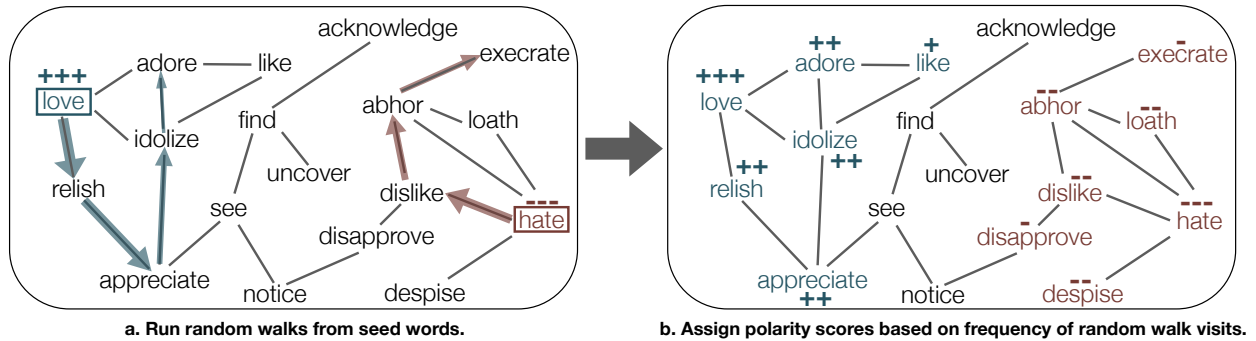 acknowledge
execrate
+++
adore
like
love
abhor
find
loath
idolize
uncover
relish
dislike
---
see
hate
disapprove
appreciate
notice
despise
a. Run random walks from seed words.
acknowledge
++
+
-
execrate
+++
adore
like
--
love
abhor
--
loath
find
idolize
++
++
uncover
relish
--
dislike
---
see
hate
-
disapprove
appreciate
++
--
notice
despise
b. Assign polarity scores based on frequency of random walk visits.